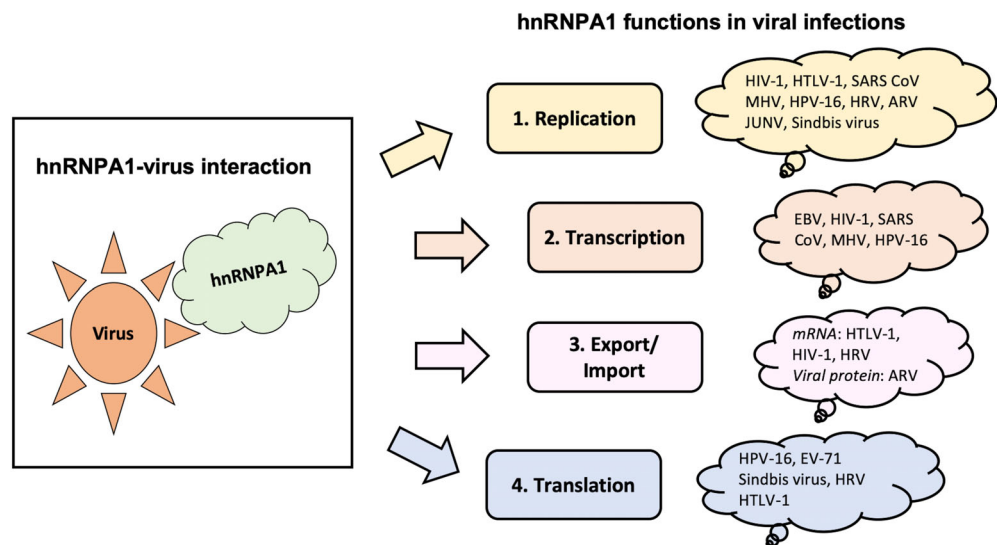 hnRNPA1 functions in viral infections
hnRNPA1-virus interaction
hnRNPA1
Virus
1. Replication
HIV-1, HTLV-1, SARS CoV
MHV, HPV-16, HRV, ARV
JUNV, Sindbis virus
2. Transcription
EBV, HIV-1, SARS
CoV, MHV, HPV-16
3. Export/
Import
mRNA: HTLV-1,
HIV-1, HRV
Viral protein: ARV
4. Translation
HPV-16, EV-71
Sindbis virus, HRV
HTLV-1